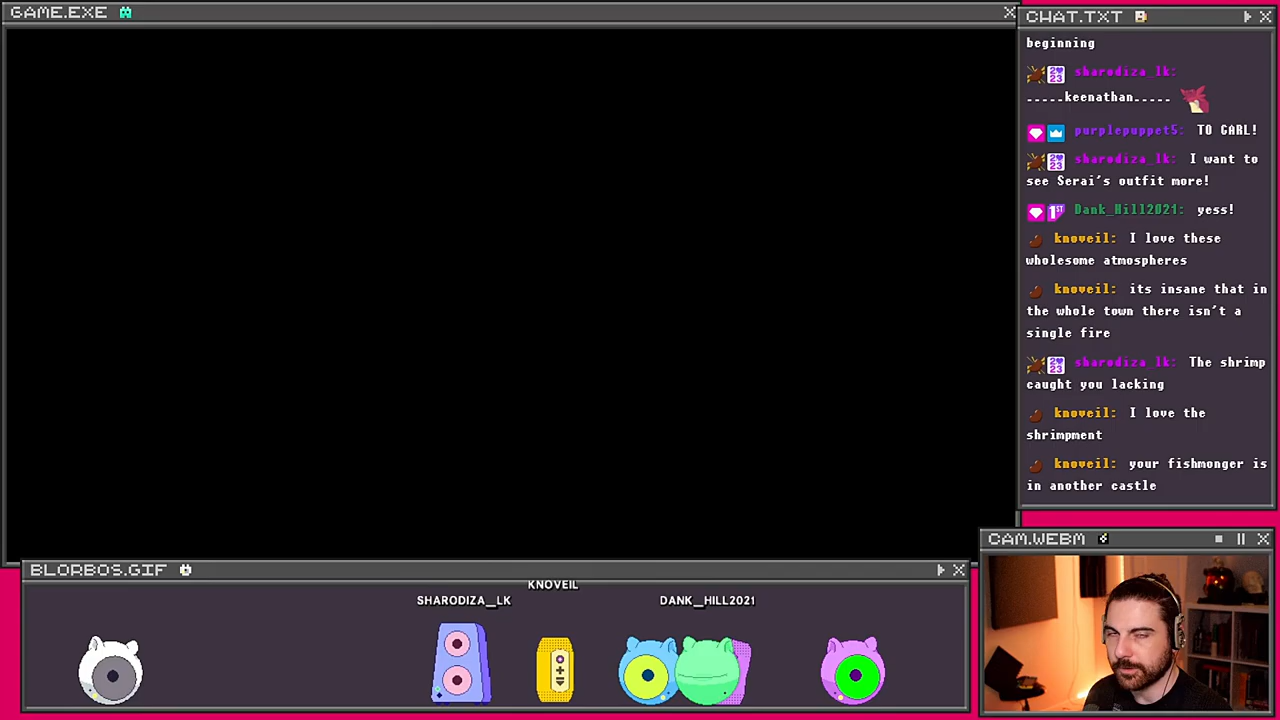 GAME.EXE
CHAT.TXT
beginning
sharodiza_lk:
.....keenathan.....
purplepuppet5: TO CARL!
sharodiza_lk: I want to
see Serai's outfit more!
Dank_Hill2021: yess!
knoveil: I love these
wholesome atmospheres
knoveil: its insane that in
the whole town there isn't a
single fire
sharodiza_lk: The shrimp
caught you lacking
knoveil: I love the
shrimpment
knoveil: your fishmonger is
in another castle
CAM.WEBM
BLORBOS.GIF
KNOVEIL
SHARODIZA_LK
DANK_HILL2021